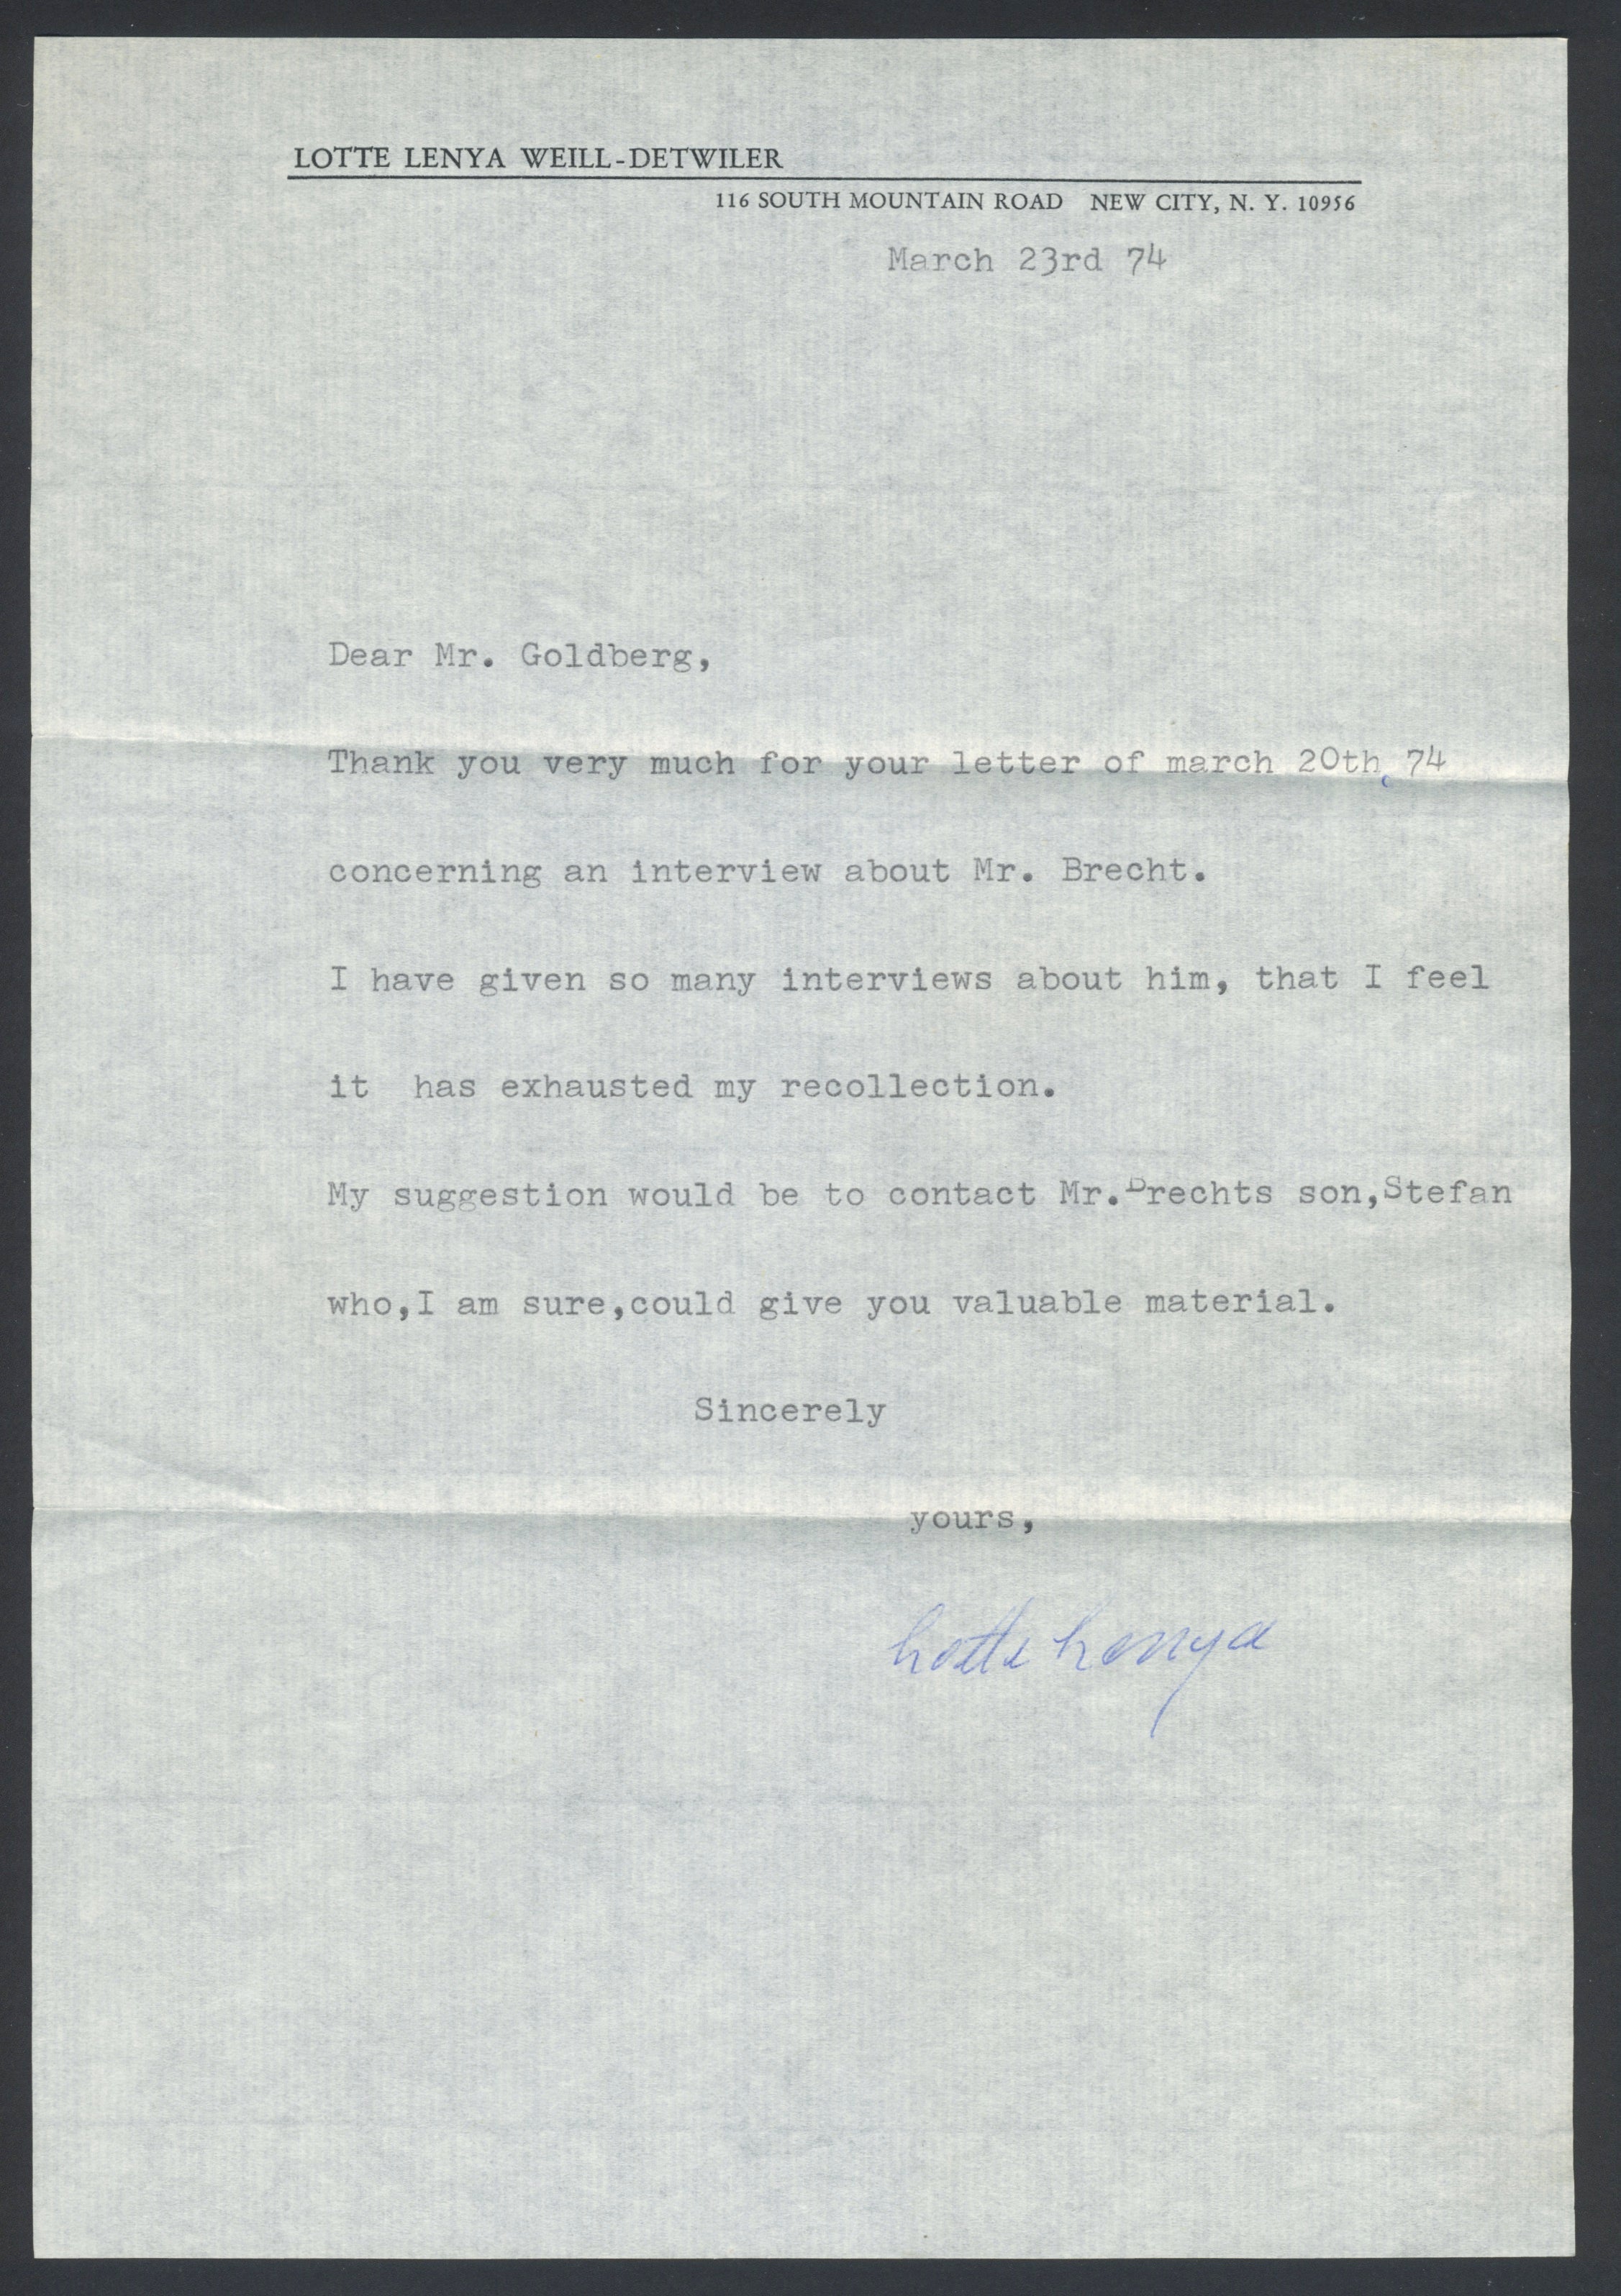 LOTTE LENYA WEILL-DETWILER
116 SOUTH MOUNTAIN ROAD NEW CITY, N. Y. 10956
March 23rd 74
Dear Mr. Goldberg,
Thank you very much for your letter of march 20th, 74
concerning an interview about Mr. Brecht.
I have given so many interviews about him, that I feel
it has exhausted my recollection.
My suggestion would be to contact Mr.Brechts son,Stefan
who,I am sure,could give you valuable material.
Sincerely
yours,
Lotte Lenya